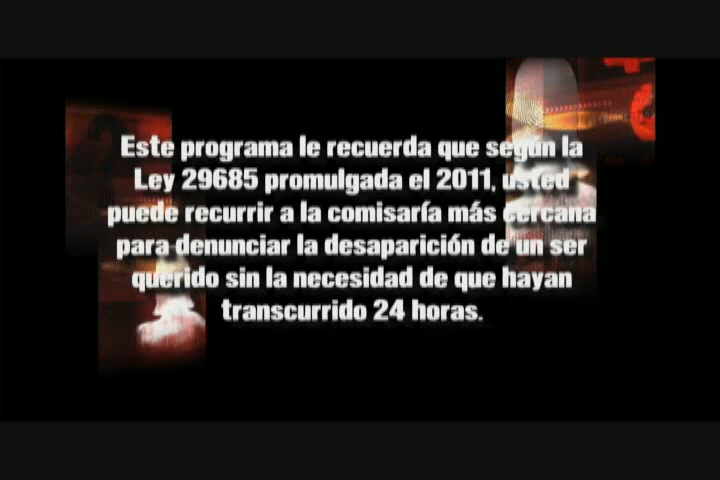 Este programa le recuerda que según la
Ley 29685 promulgada el 2011, usted
puede recurrir a la comisaría más cercana
para denunciar la desaparición de un ser
querido sin la necesidad de que hayan
transcurrido 24 horas.